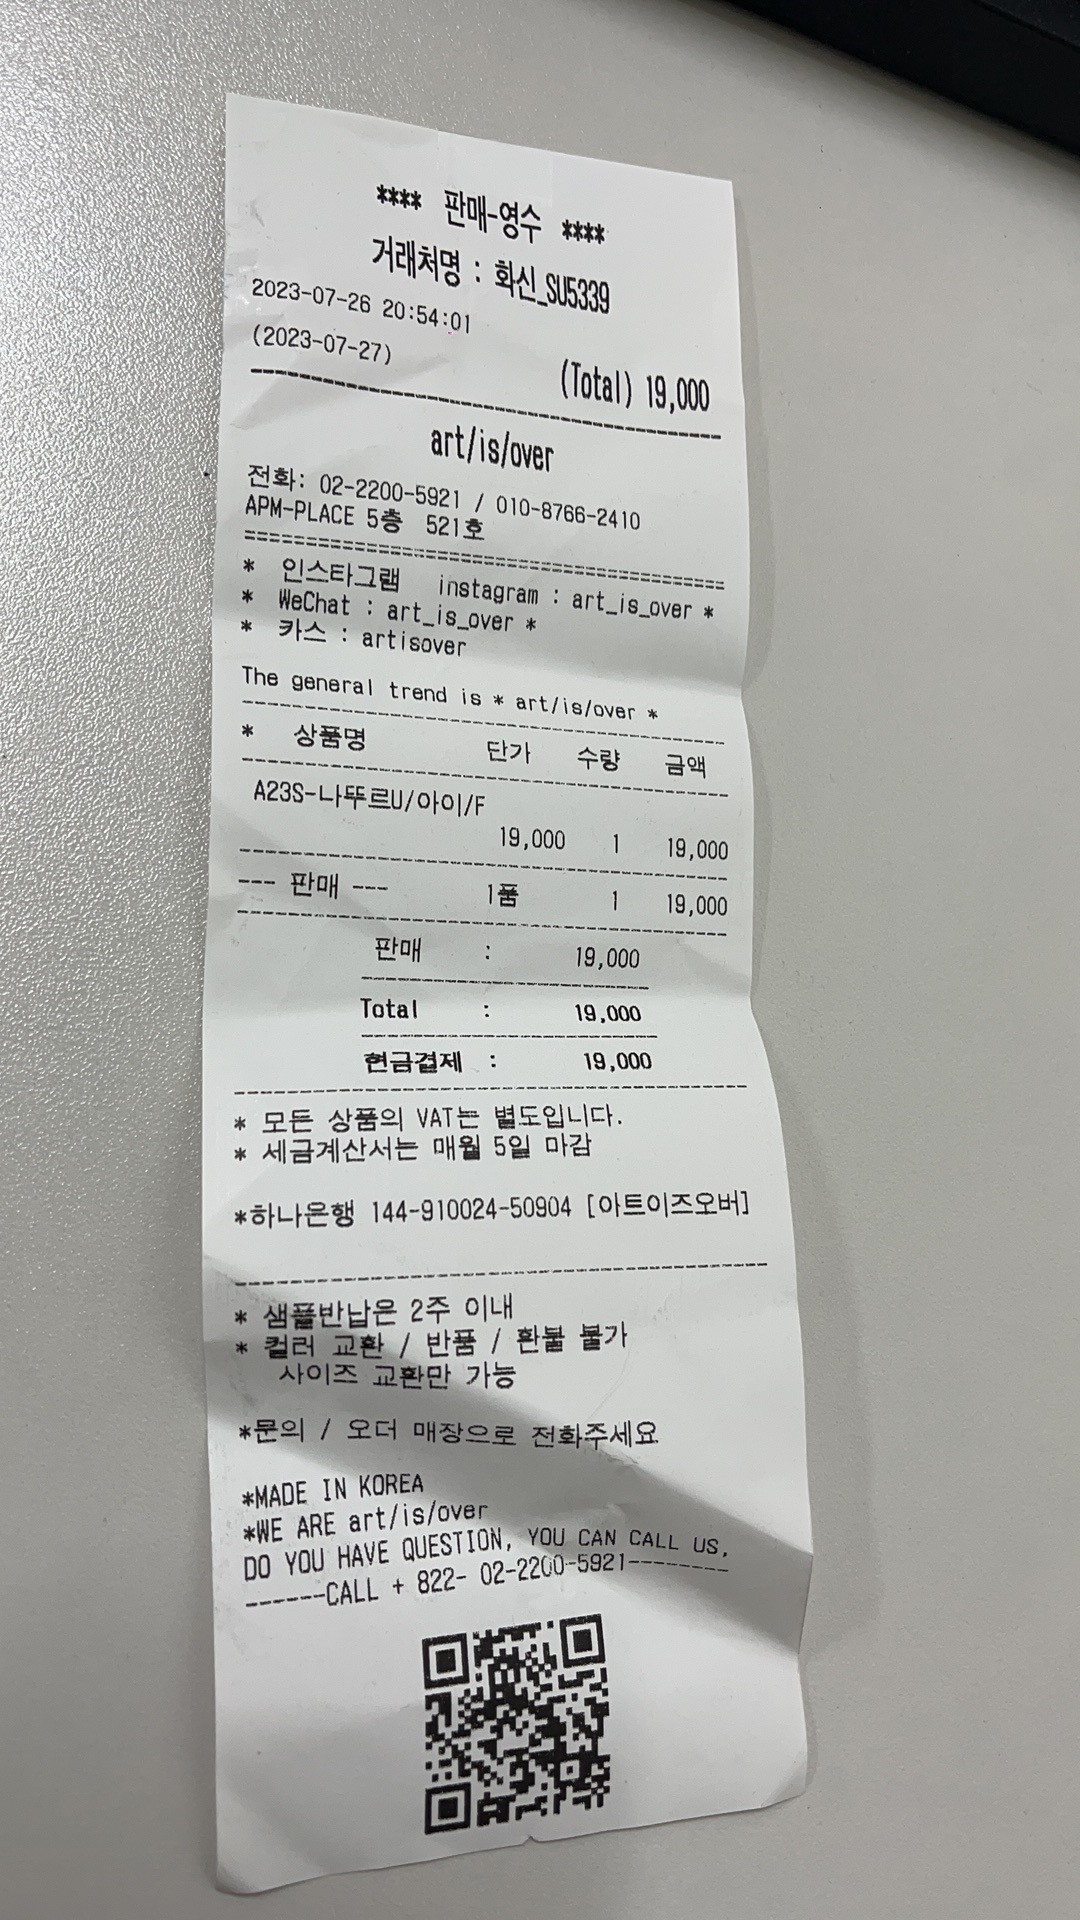 **** 판매-영수 ****
거래처명 : 화신_SU5339
2023-07-26 20:54:01
(2023-07-27)
(Total) 19,000
art/is/over
전화: 02-2200-5921 / 010-8766-2410
APM-PLACE 5층 521호
* 인스타그램 instagram : art_is_over *
* WeChat : art_is_over *
* 카스 : artisover
The general trend is * art/is/over *
* 상품명 단가 수량 금액
A23S-나뚜르U/아이/F
19,000 1 19,000
--- 판매 --- 1품 1 19,000
판매 : 19,000
Total : 19,000
현금결제 : 19,000
* 모든 상품의 VAT는 별도입니다.
* 세금계산서는 매월 5일 마감
*하나은행 144-910024-50904 [아트이즈오버]
* 샘플반납은 2주 이내
* 컬러 교환 / 반품 / 환불 불가
사이즈 교환만 가능
*문의 / 오더 매장으로 전화주세요
*MADE IN KOREA
*WE ARE art/is/over
DO YOU HAVE QUESTION, YOU CAN CALL US,
------CALL + 822- 02-2200-5921--------